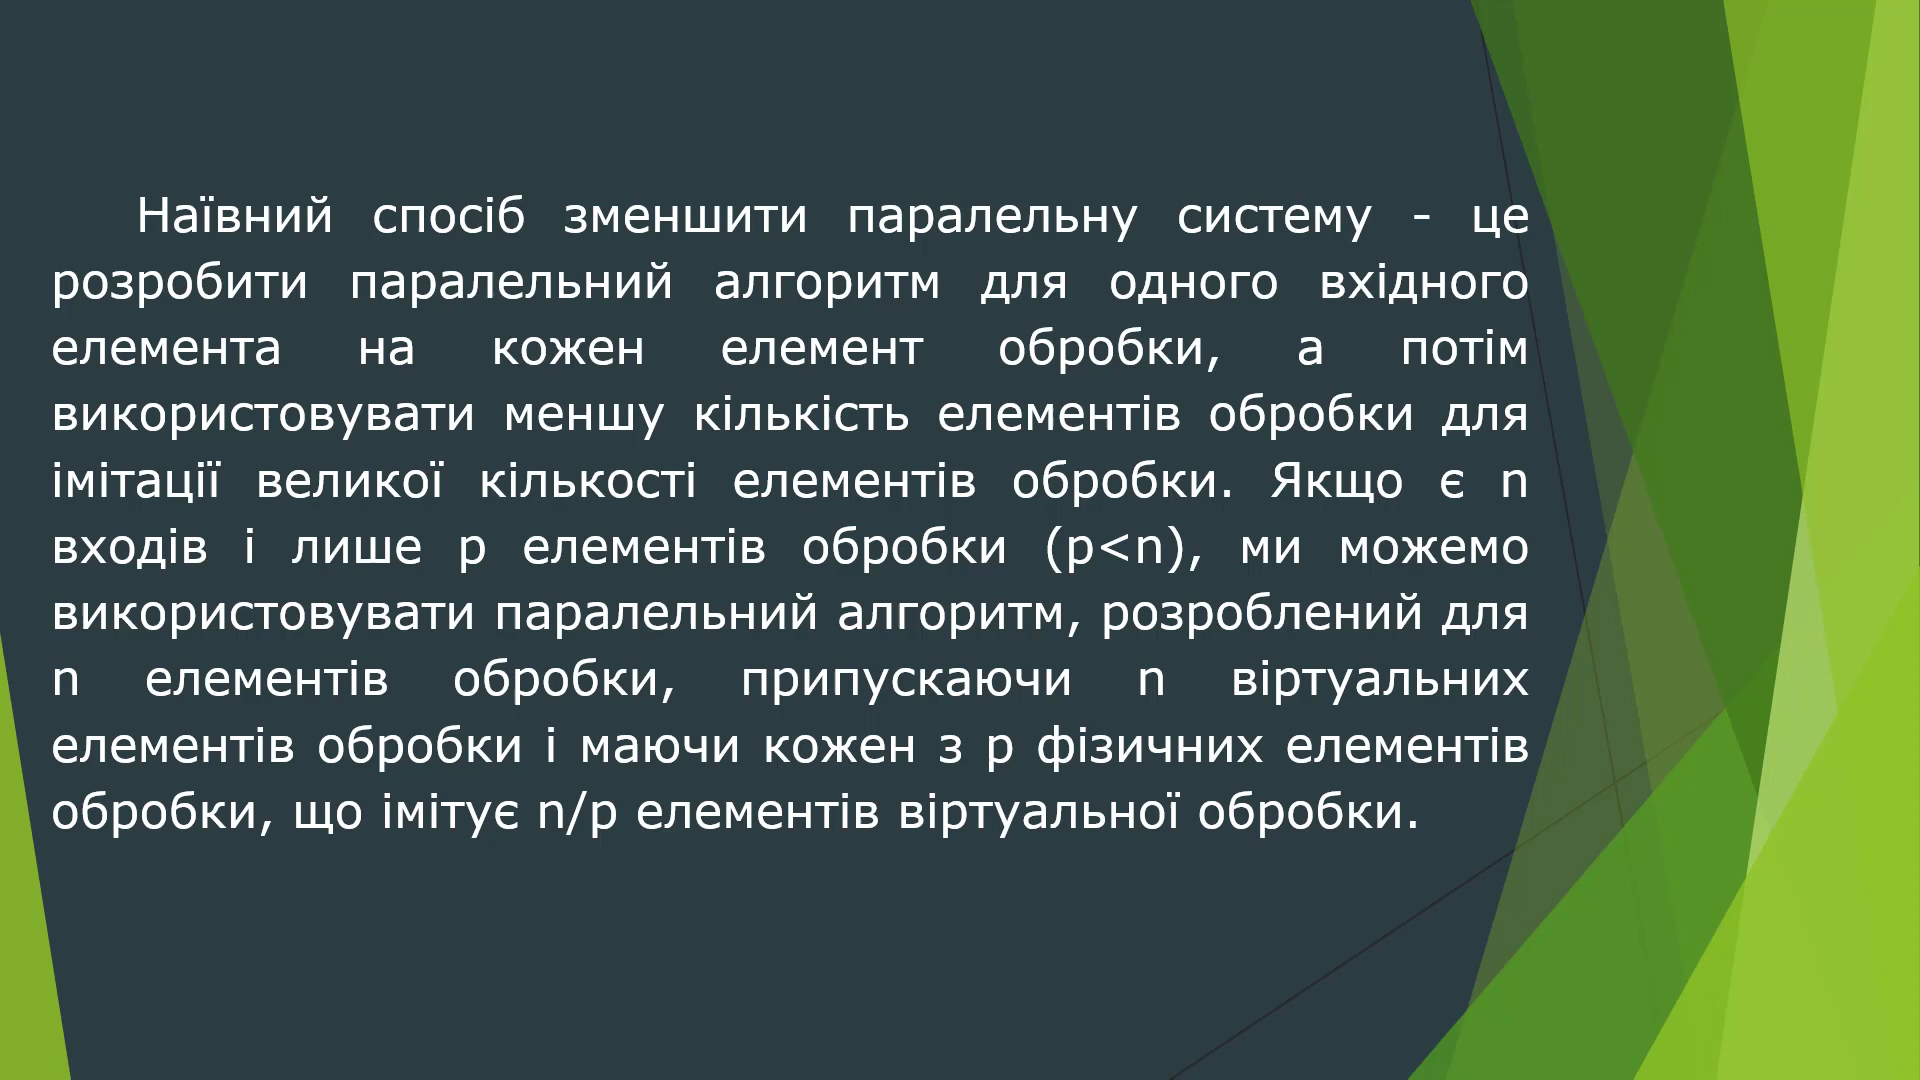 Наївний спосіб зменшити паралельну систему - це
розробити паралельний алгоритм для одного вхідного
елемента на кожен елемент обробки, а потім
використовувати меншу кількість елементів обробки для
імітації великої кількості елементів обробки. Якщо є n
входів і лише p елементів обробки (p<n), ми можемо
використовувати паралельний алгоритм, розроблений для
n елементів обробки, припускаючи n віртуальних
елементів обробки і маючи кожен з p фізичних елементів
обробки, що імітує n/p елементів віртуальної обробки.